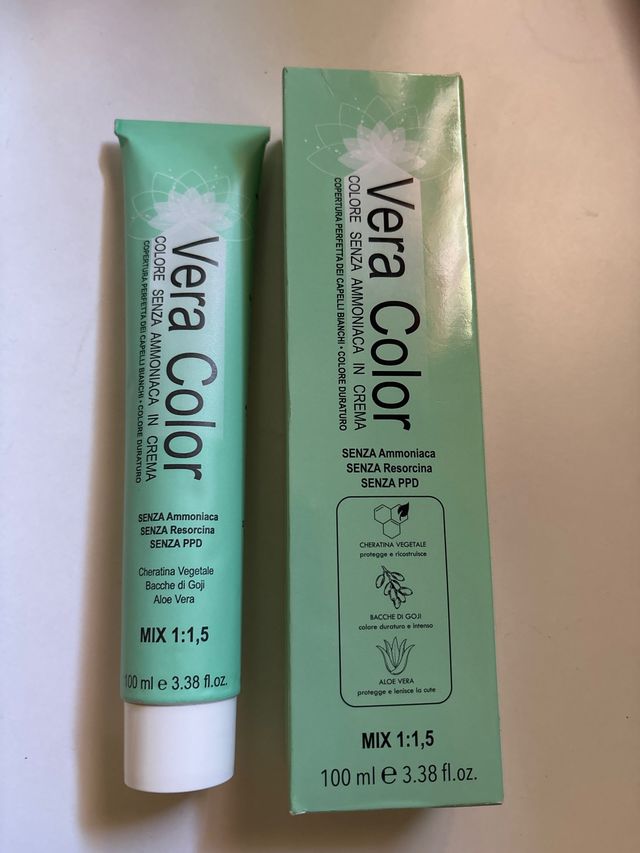 Vera Color
COLORE SENZA AMMONIACA IN CREMA
COPERTURA PERFETTA DEI CAPELLI BIANCHI • COLORE DURATURO
SENZA Ammoniaca
SENZA Resorcina
SENZA PPD
Cheratina Vegetale
Bacche di Goji
Aloe Vera
MIX 1:1,5
100 ml e 3.38 fl.oz.
Vera Color
COLORE SENZA AMMONIACA IN CREMA
COPERTURA PERFETTA DEI CAPELLI BIANCHI • COLORE DURATURO
SENZA Ammoniaca
SENZA Resorcina
SENZA PPD
CHERATINA VEGETALE
protegge e ricostruisce
BACCHE DI GOJI
colore duraturo e intenso
ALOE VERA
protegge e lenisce la cute
MIX 1:1,5
100 ml e 3.38 fl.oz.